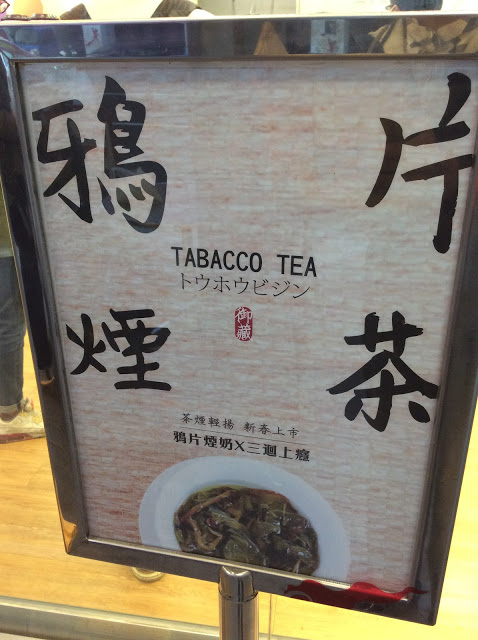 鴉片
煙茶
TABACCO TEA
トウホウビジン
御藏
茶煙輕揚 新春上市
鴉片煙奶X三迴上癮